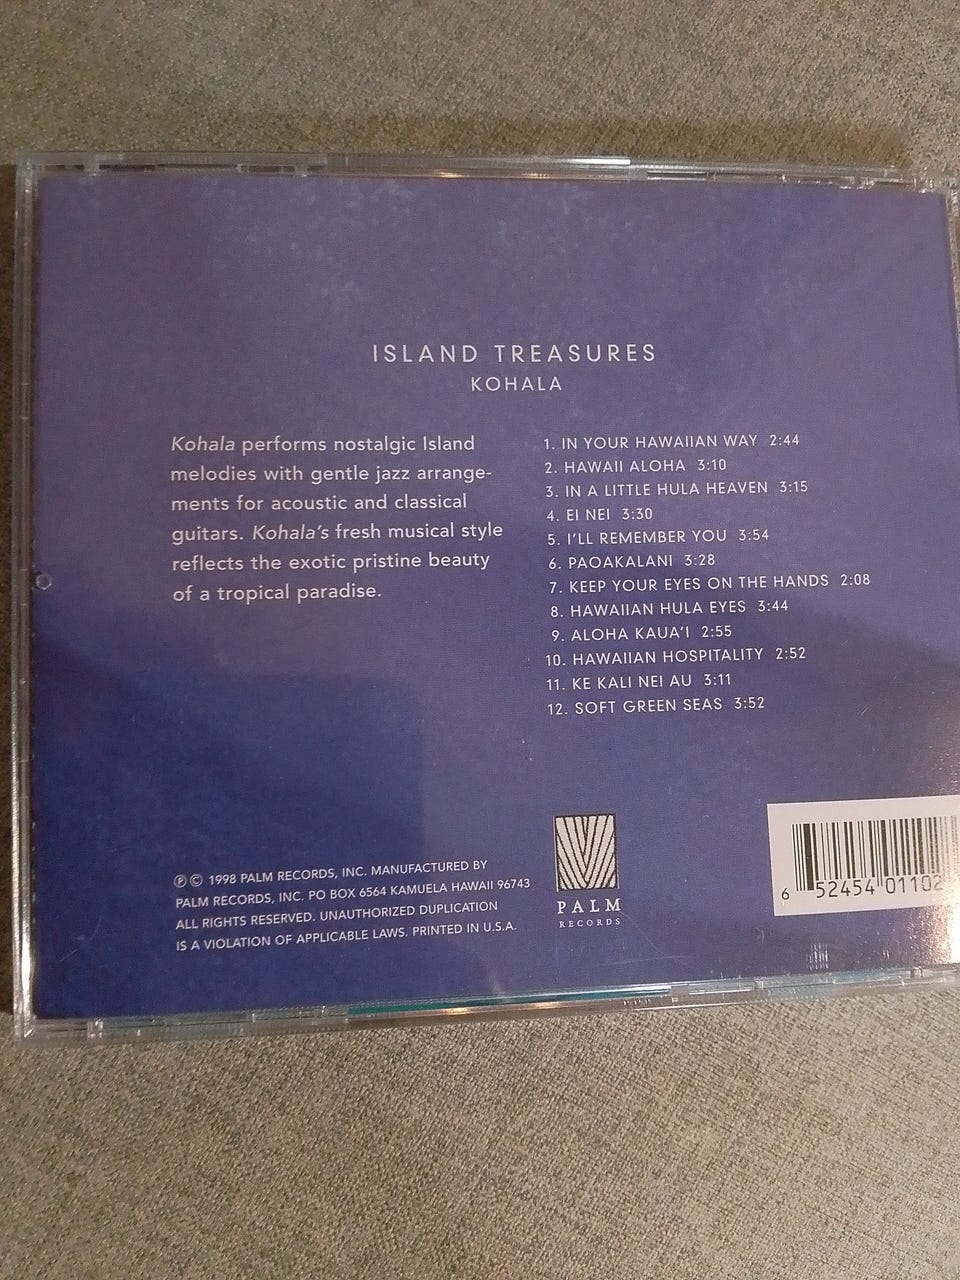 ISLAND TREASURES
KOHALA
Kohala performs nostalgic Island
melodies with gentle jazz arrange-
ments for acoustic and classical
guitars. Kohala's fresh musical style
reflects the exotic pristine beauty
of a tropical paradise.
1. IN YOUR HAWAIIAN WAY 2:44
2. HAWAII ALOHA 3:10
3. IN A LITTLE HULA HEAVEN 3:15
4. EI NEI 3:30
5. I'LL REMEMBER YOU 3:54
6. PAOAKALANI 3:28
7. KEEP YOUR EYES ON THE HANDS 2:08
8. HAWAIIAN HULA EYES 3:44
9. ALOHA KAUA'I 2:55
10. HAWAIIAN HOSPITALITY 2:52
11. KE KALI NEI AU 3:11
12. SOFT GREEN SEAS 3:52
℗ © 1998 PALM RECORDS, INC. MANUFACTURED BY
PALM RECORDS, INC. PO BOX 6564 KAMUELA HAWAII 96743
ALL RIGHTS RESERVED. UNAUTHORIZED DUPLICATION
IS A VIOLATION OF APPLICABLE LAWS. PRINTED IN U.S.A.
PALM
RECORDS
6 52454 01102